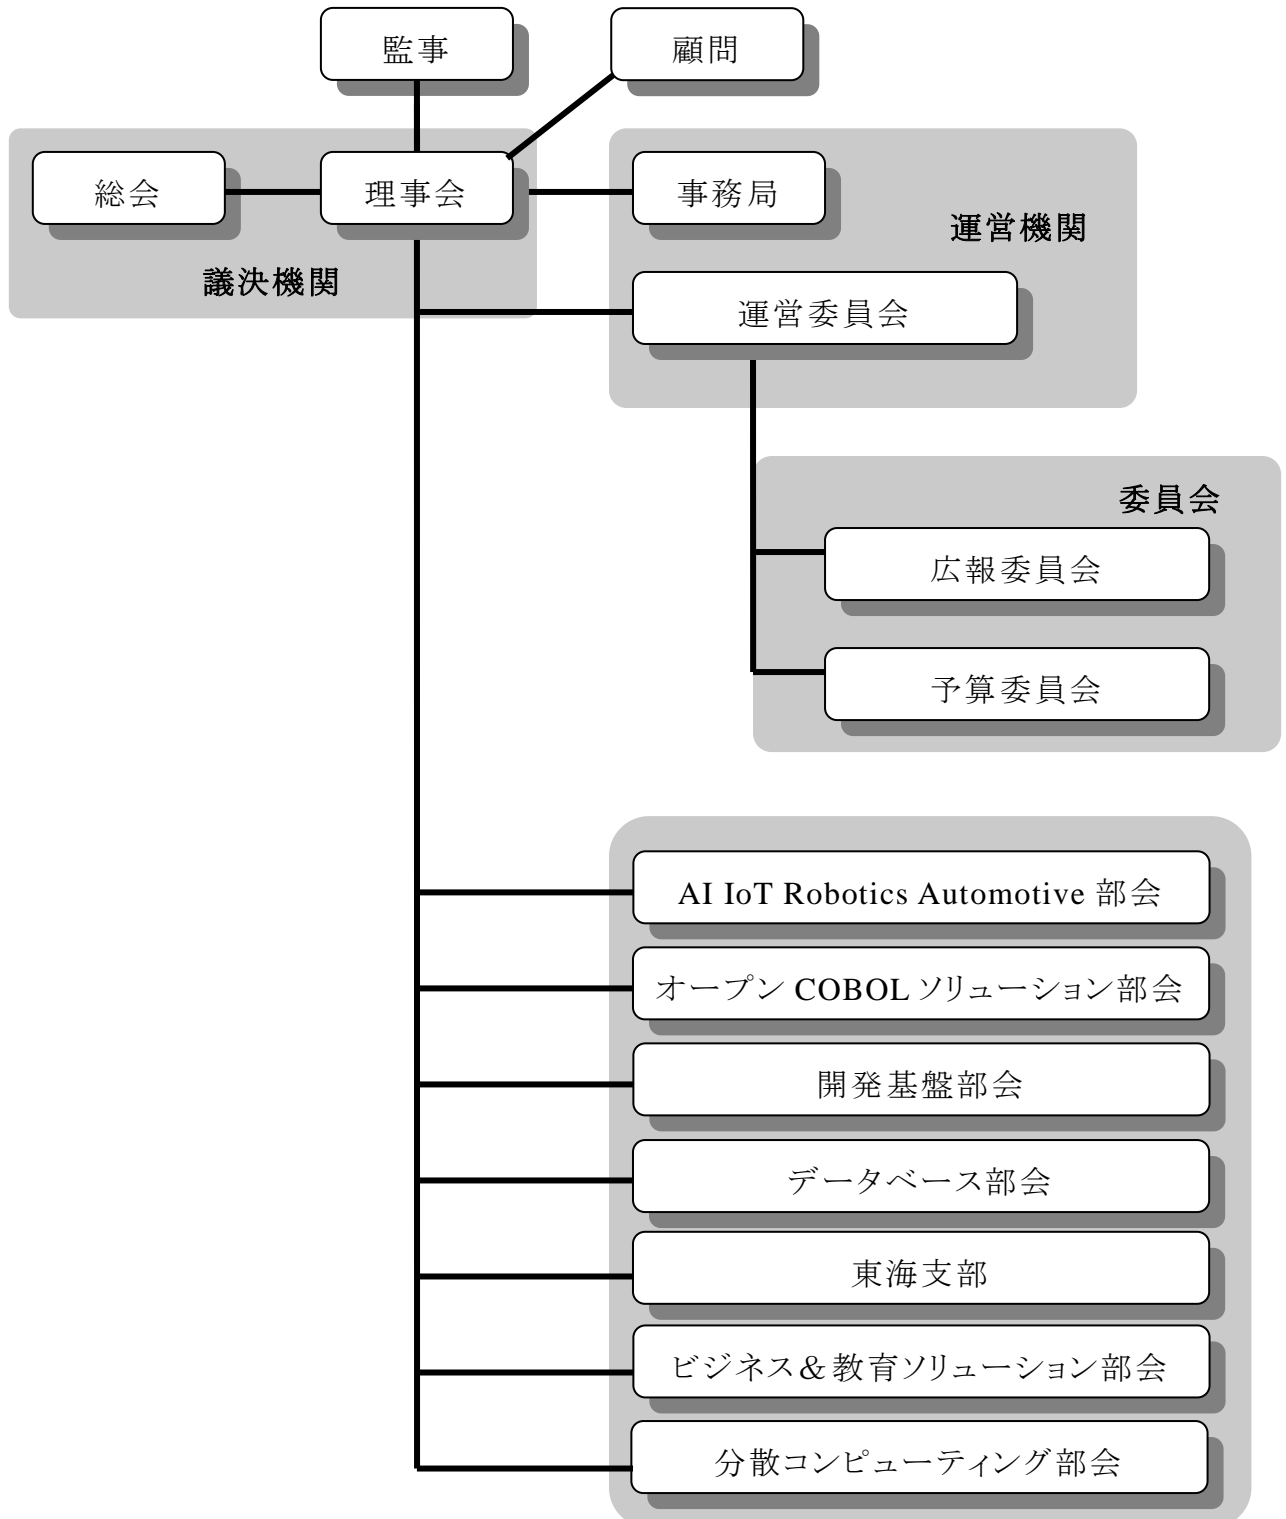 監事
顧問
総会
理事会
事務局
運営機関
議決機関
運営委員会
委員会
広報委員会
予算委員会
AI IoT Robotics Automotive 部会
オープン COBOL ソリューション部会
開発基盤部会
データベース部会
東海支部
ビジネス＆教育ソリューション部会
分散コンピューティング部会